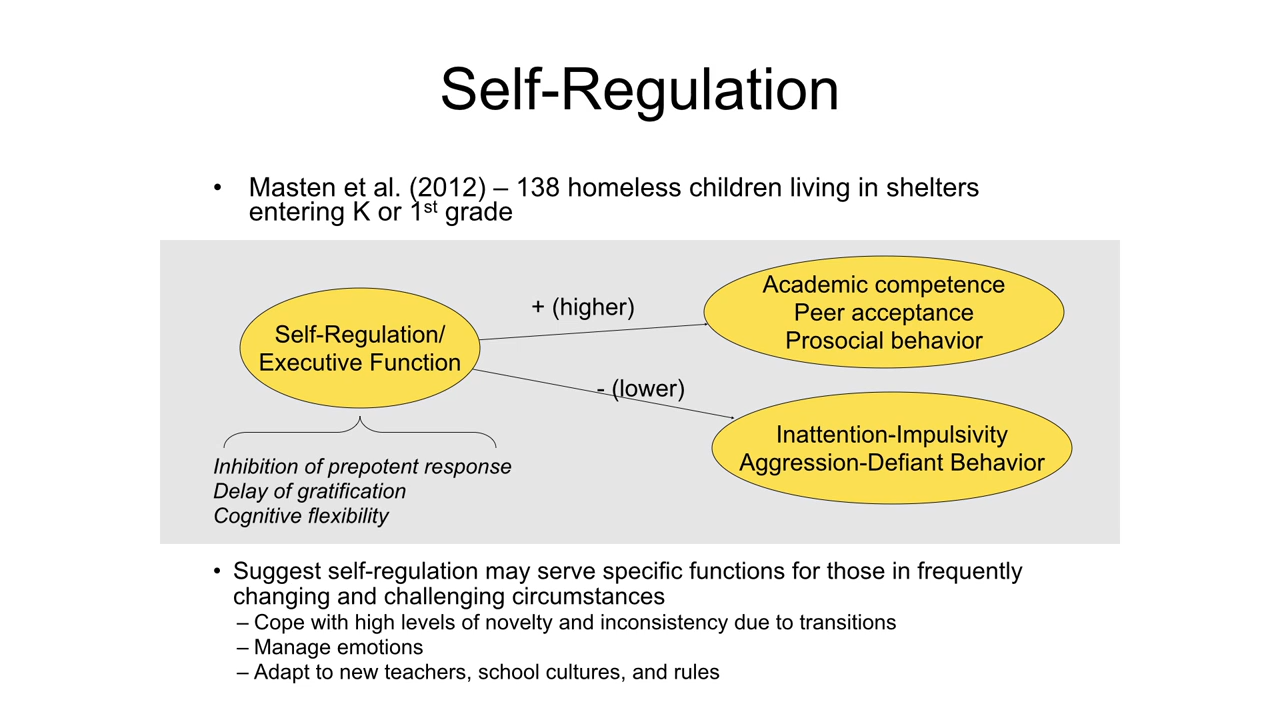 Self-Regulation
• Masten et al. (2012) – 138 homeless children living in shelters
entering K or 1st grade
Self-Regulation/
Executive Function
+ (higher)
- (lower)
Academic competence
Peer acceptance
Prosocial behavior
Inattention-Impulsivity
Aggression-Defiant Behavior
Inhibition of prepotent response
Delay of gratification
Cognitive flexibility
• Suggest self-regulation may serve specific functions for those in frequently
changing and challenging circumstances
– Cope with high levels of novelty and inconsistency due to transitions
– Manage emotions
– Adapt to new teachers, school cultures, and rules